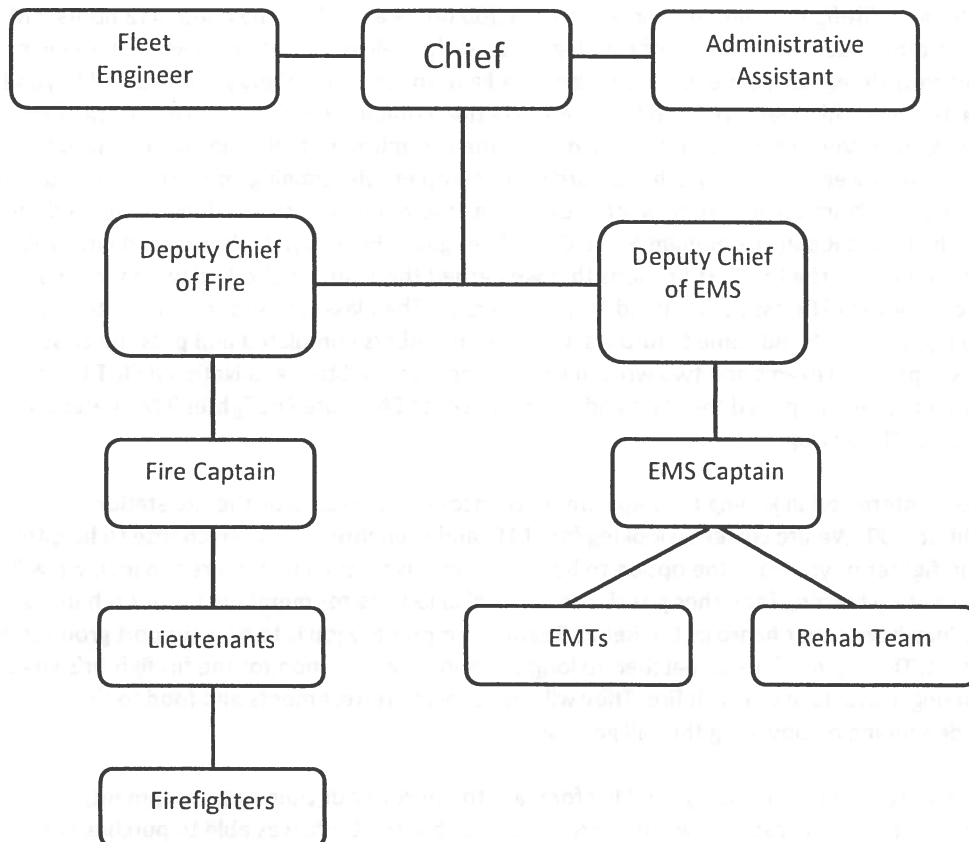 Fleet
Engineer
Chief
Administrative
Assistant
Deputy Chief
of Fire
Deputy Chief
of EMS
Fire Captain
EMS Captain
Lieutenants
EMTs
Rehab Team
Firefighters